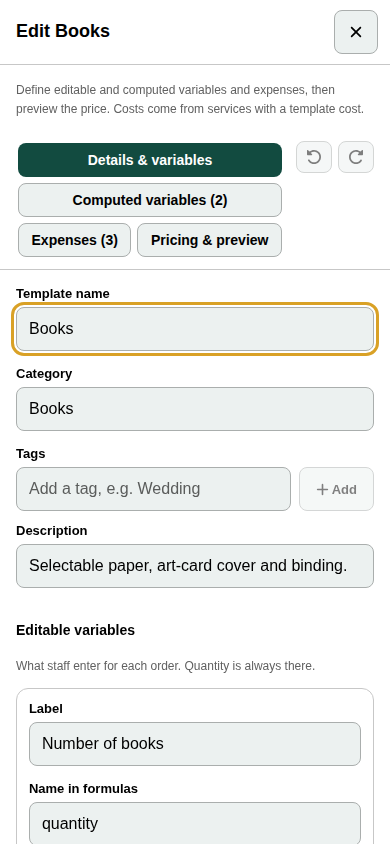 Edit Books
Define editable and computed variables and expenses, then
preview the price. Costs come from services with a template cost.
Details & variables
Computed variables (2)
Expenses (3)
Pricing & preview
Template name
Books
Category
Books
Tags
Add a tag, e.g. Wedding
Add
Description
Selectable paper, art-card cover and binding.
Editable variables
What staff enter for each order. Quantity is always there.
Label
Number of books
Name in formulas
quantity